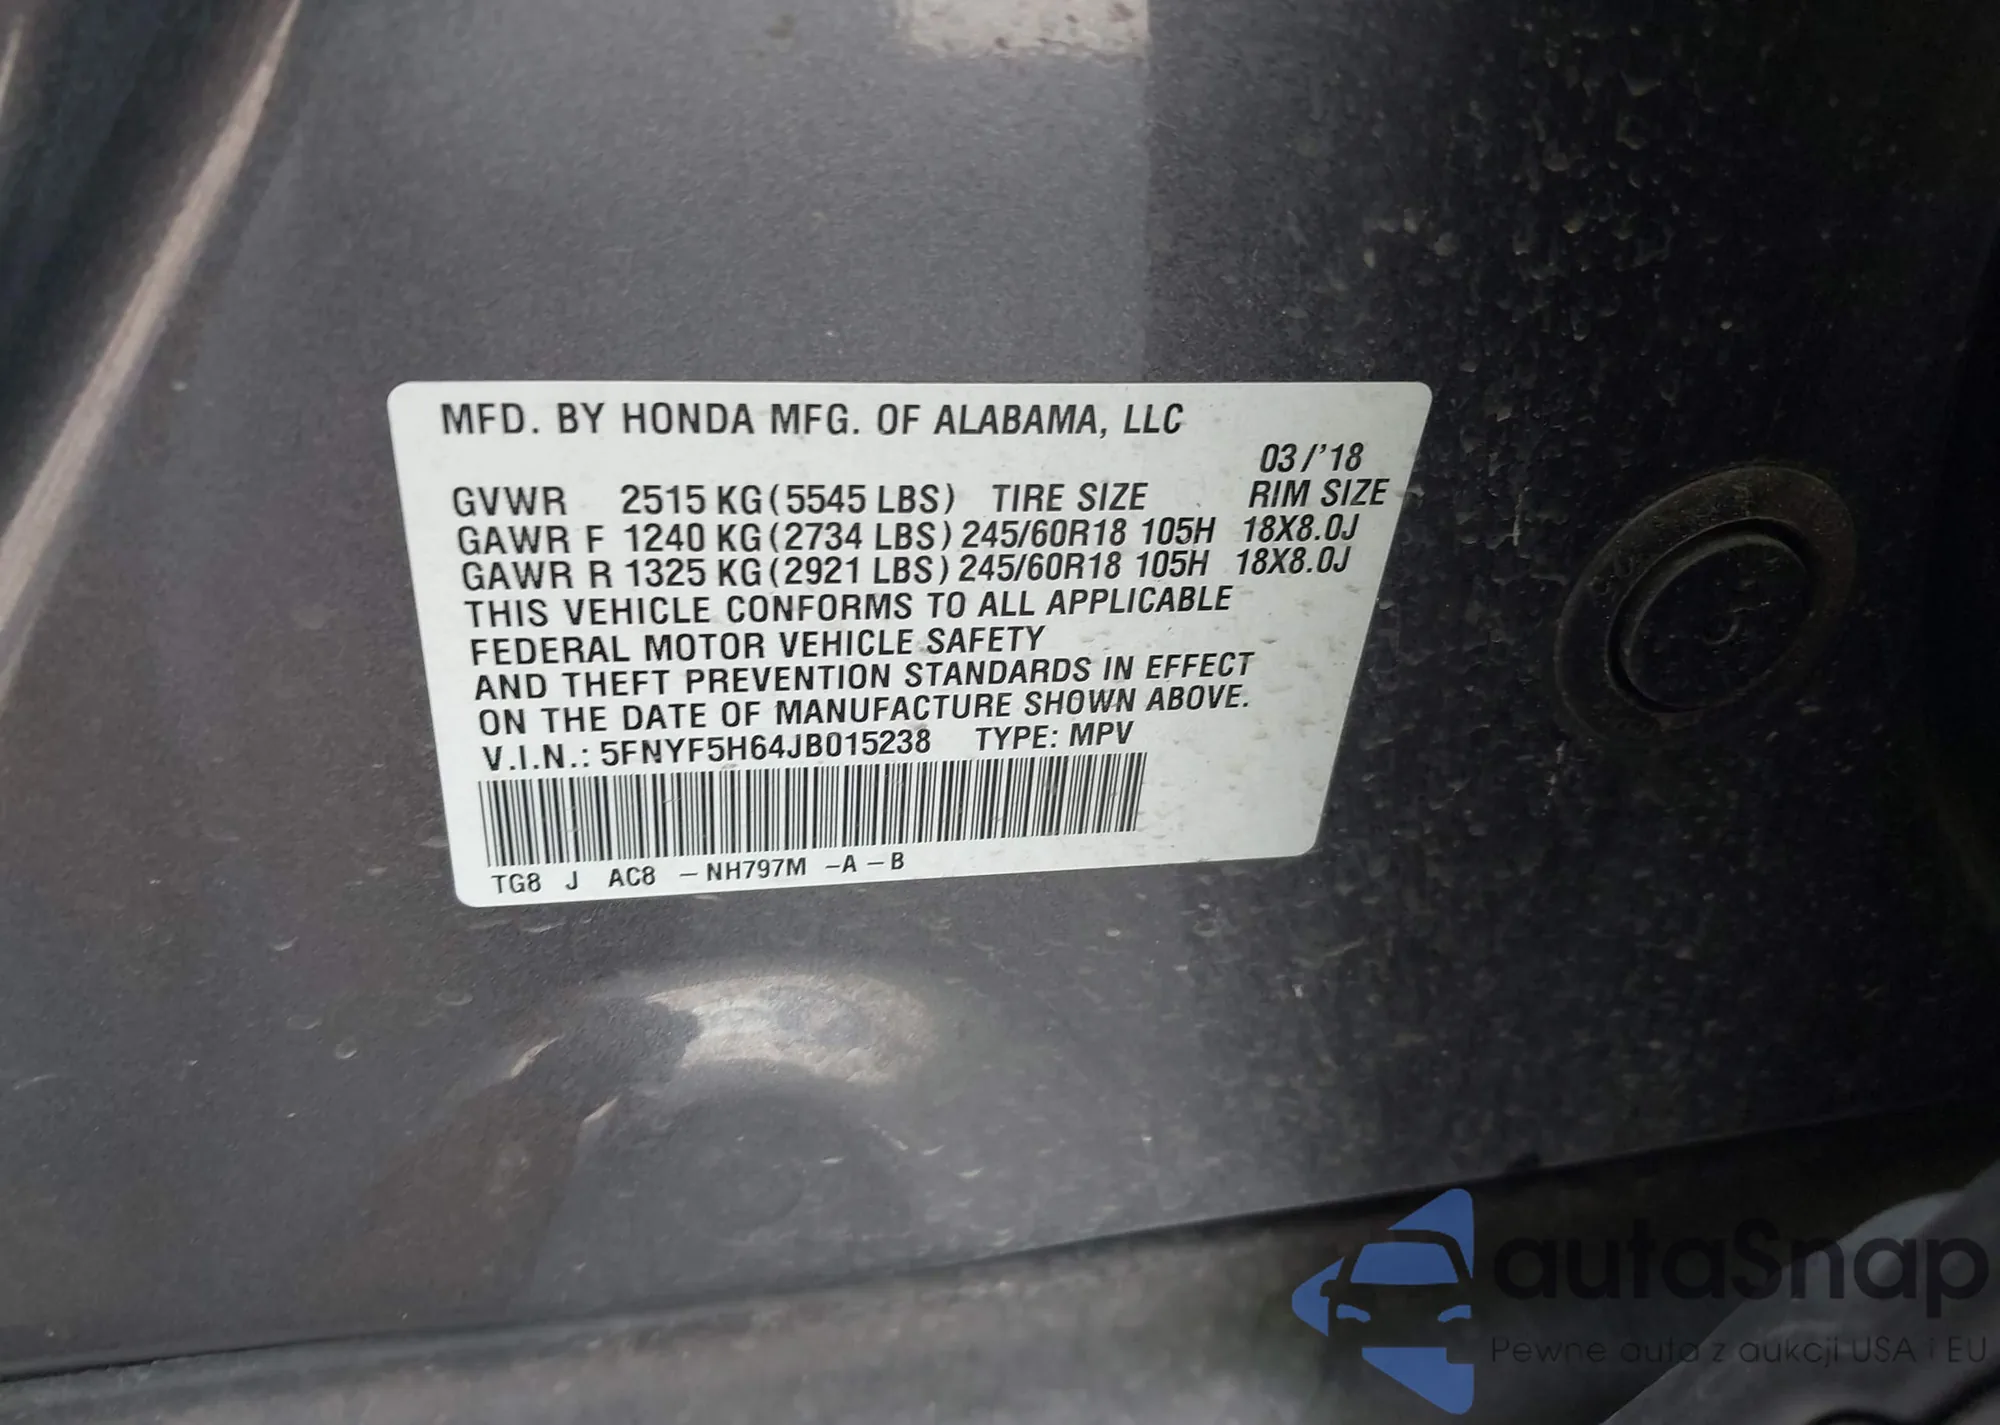 MFD. BY HONDA MFG. OF ALABAMA, LLC
03/'18
GVWR 2515 KG (5545 LBS) TIRE SIZE RIM SIZE
GAWR F 1240 KG (2734 LBS) 245/60R18 105H 18X8.0J
GAWR R 1325 KG (2921 LBS) 245/60R18 105H 18X8.0J
THIS VEHICLE CONFORMS TO ALL APPLICABLE
FEDERAL MOTOR VEHICLE SAFETY
AND THEFT PREVENTION STANDARDS IN EFFECT
ON THE DATE OF MANUFACTURE SHOWN ABOVE.
V.I.N.: 5FNYF5H64JB015238 TYPE: MPV
TG8 J AC8 – NH797M –A –B
autaSnap
Pewne auta z aukcji USA i EU